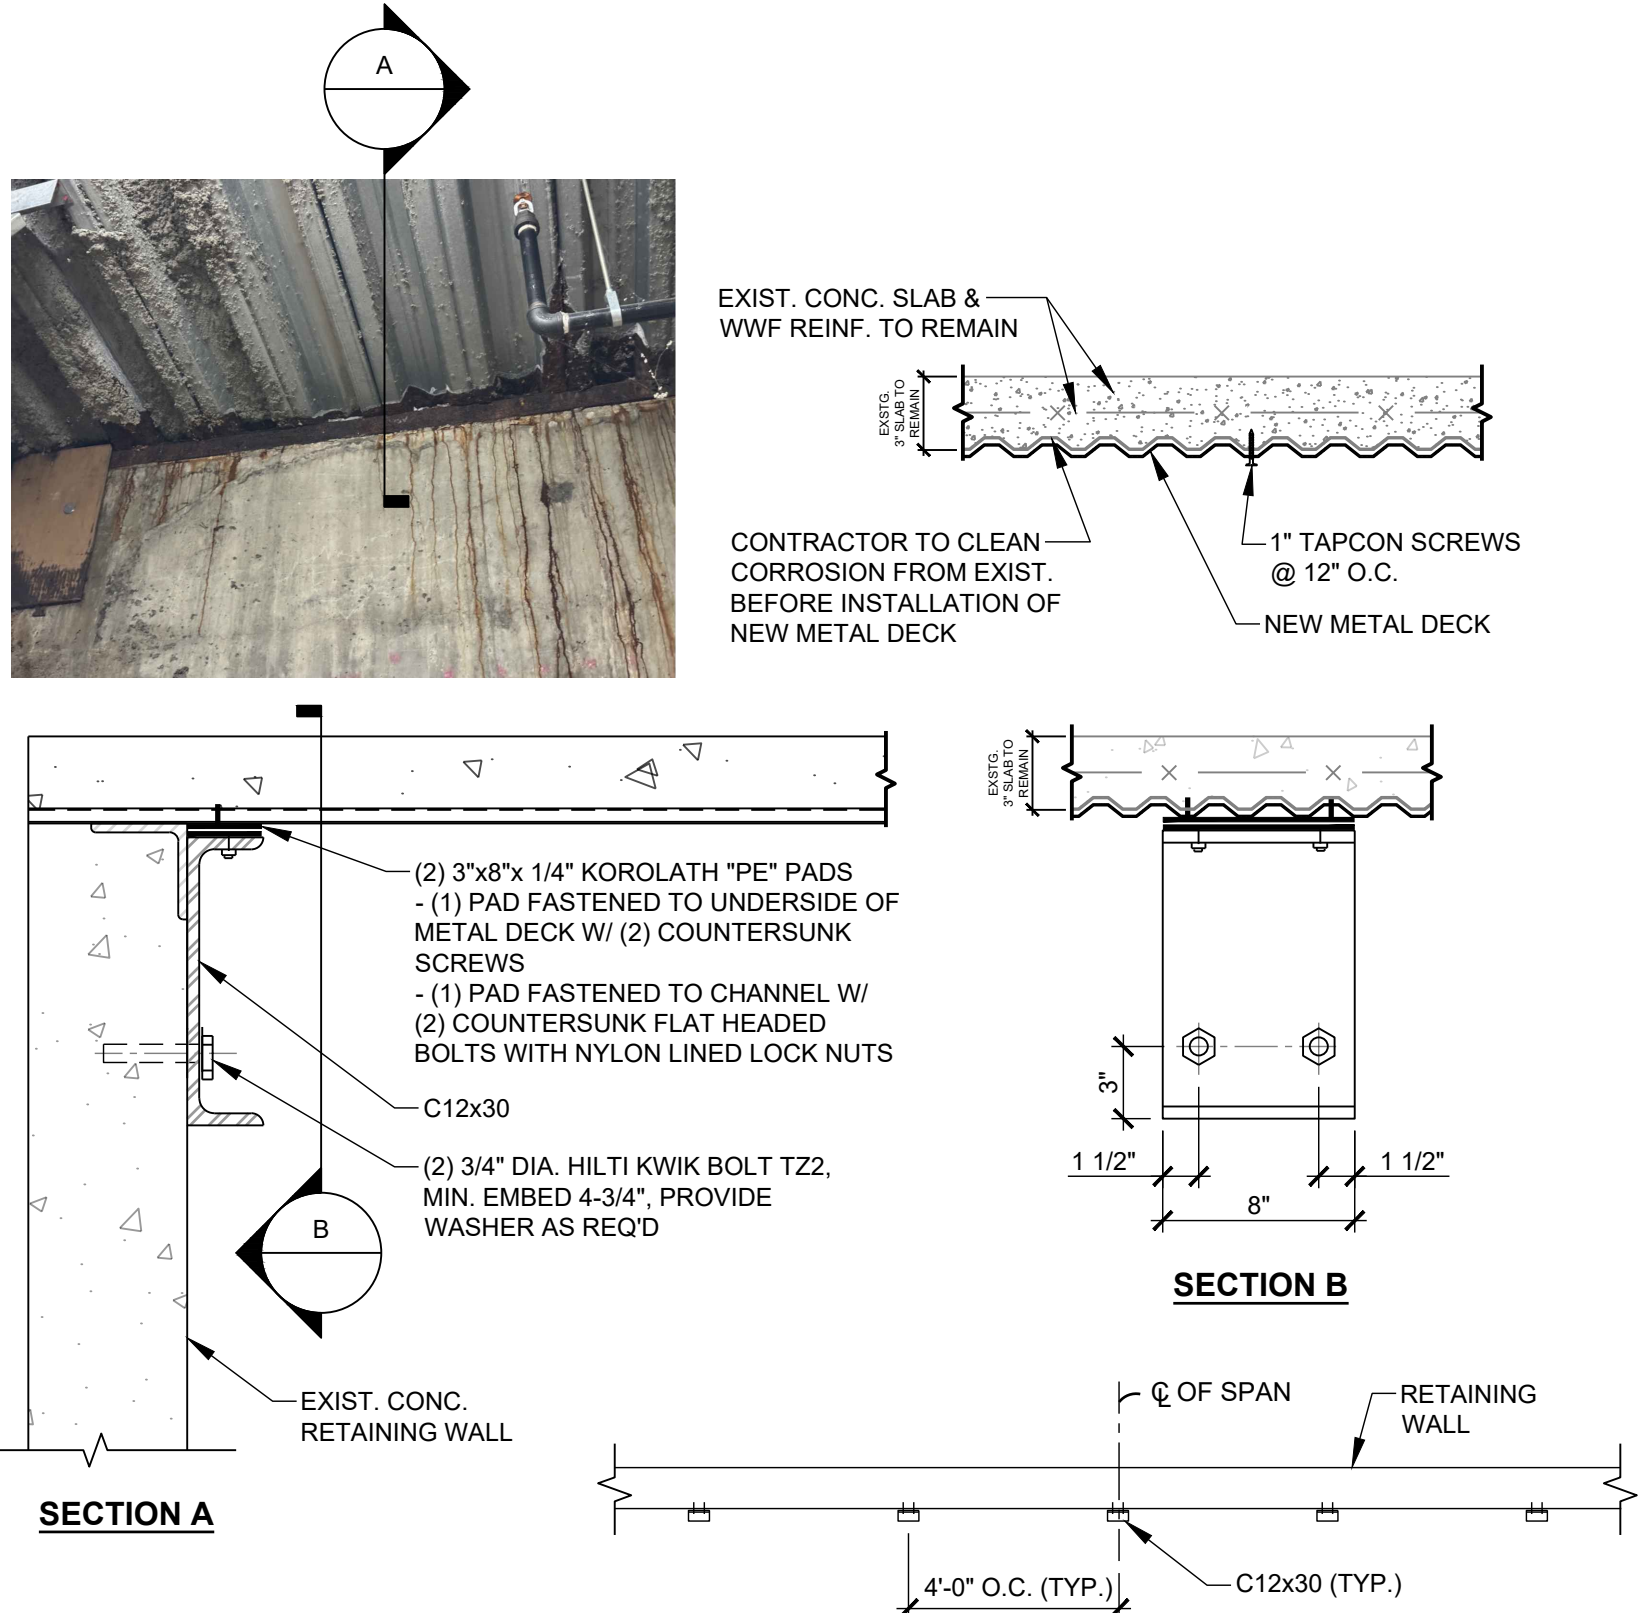 A
EXIST. CONC. SLAB &
WWF REINF. TO REMAIN
EXSTG.
3" SLAB TO
REMAIN
CONTRACTOR TO CLEAN
CORROSION FROM EXIST.
BEFORE INSTALLATION OF
NEW METAL DECK
1" TAPCON SCREWS
@ 12" O.C.
NEW METAL DECK
(2) 3"x8"x 1/4" KOROLATH "PE" PADS
- (1) PAD FASTENED TO UNDERSIDE OF
METAL DECK W/ (2) COUNTERSUNK
SCREWS
- (1) PAD FASTENED TO CHANNEL W/
(2) COUNTERSUNK FLAT HEADED
BOLTS WITH NYLON LINED LOCK NUTS
C12x30
(2) 3/4" DIA. HILTI KWIK BOLT TZ2,
MIN. EMBED 4-3/4", PROVIDE
WASHER AS REQ'D
B
EXIST. CONC.
RETAINING WALL
SECTION A
EXSTG.
3" SLAB TO
REMAIN
3"
1 1/2"
1 1/2"
8"
SECTION B
℄ OF SPAN
RETAINING
WALL
4'-0" O.C. (TYP.)
C12x30 (TYP.)